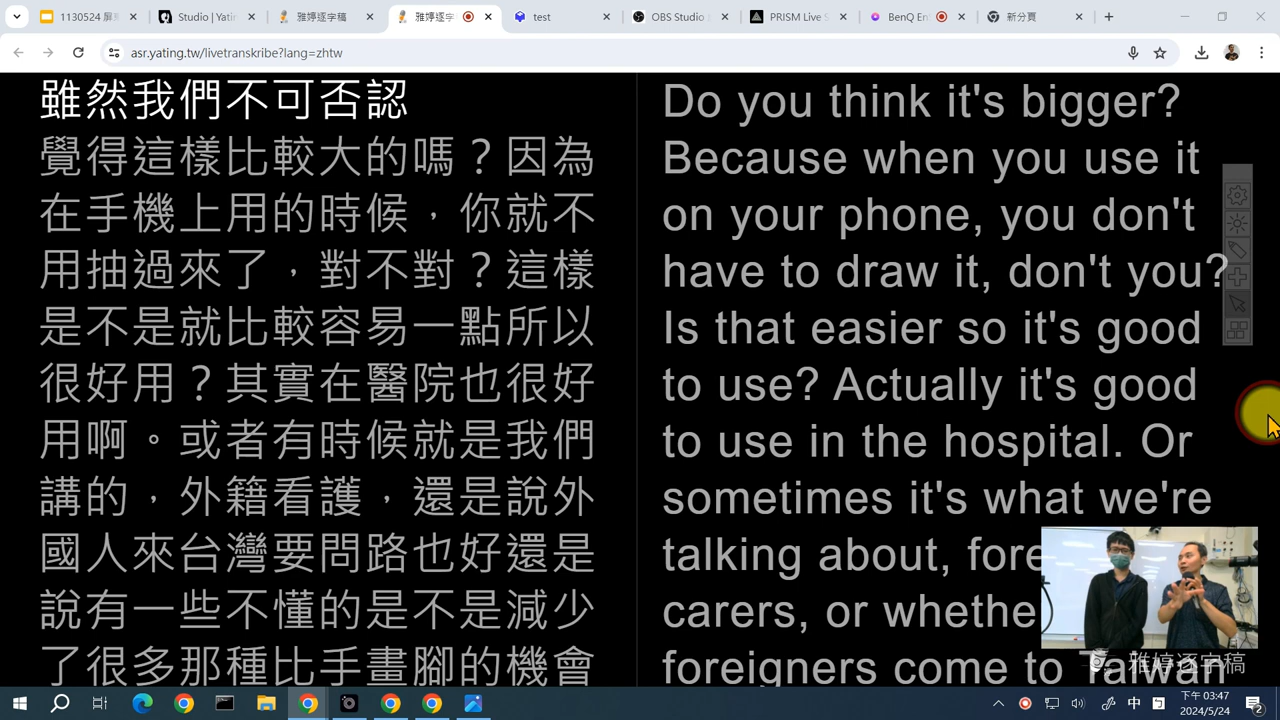 1130524 屏東
Studio | Yatin
雅婷逐字稿
雅婷逐字
test
OBS Studio
PRISM Live S
BenQ En
新分頁
asr.yating.tw/livetranskribe?lang=zhtw
雖然我們不可否認
覺得這樣比較大的嗎？因為
在手機上用的時候，你就不
用抽過來了，對不對？這樣
是不是就比較容易一點所以
很好用？其實在醫院也很好
用啊。或者有時候就是我們
講的，外籍看護，還是說外
國人來台灣要問路也好還是
說有一些不懂的是不是減少
了很多那種比手畫腳的機會
Do you think it's bigger?
Because when you use it
on your phone, you don't
have to draw it, don't you?
Is that easier so it's good
to use? Actually it's good
to use in the hospital. Or
sometimes it's what we're
talking about, fore
carers, or whethe
foreigners come to Taiwan
雅婷逐字稿
中
下午 03:47
2024/5/24
2